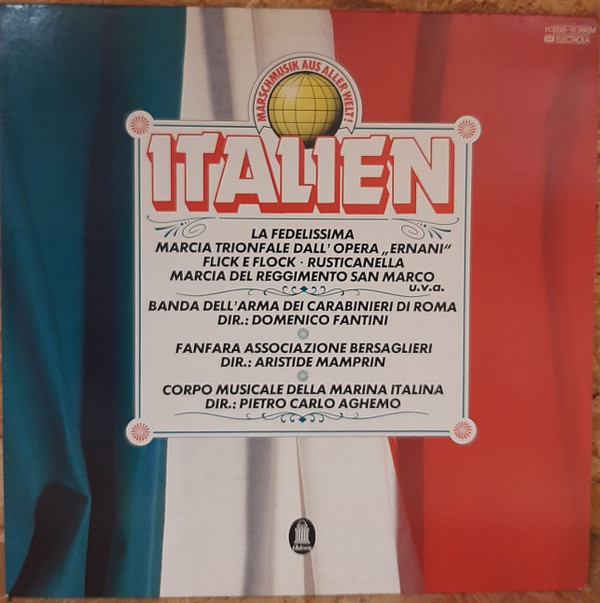 ELECTROLA
MARSCHMUSIK AUS ALLER WELT!
ITALIEN
LA FEDELISSIMA
MARCIA TRIONFALE DALL' OPERA „ERNANI“
FLICK E FLOCK · RUSTICANELLA
MARCIA DEL REGGIMENTO SAN MARCO
u.v.a.
BANDA DELL'ARMA DEI CARABINIERI DI ROMA
DIR.: DOMENICO FANTINI
FANFARA ASSOCIAZIONE BERSAGLIERI
DIR.: ARISTIDE MAMPRIN
CORPO MUSICALE DELLA MARINA ITALINA
DIR.: PIETRO CARLO AGHEMO
Odeon